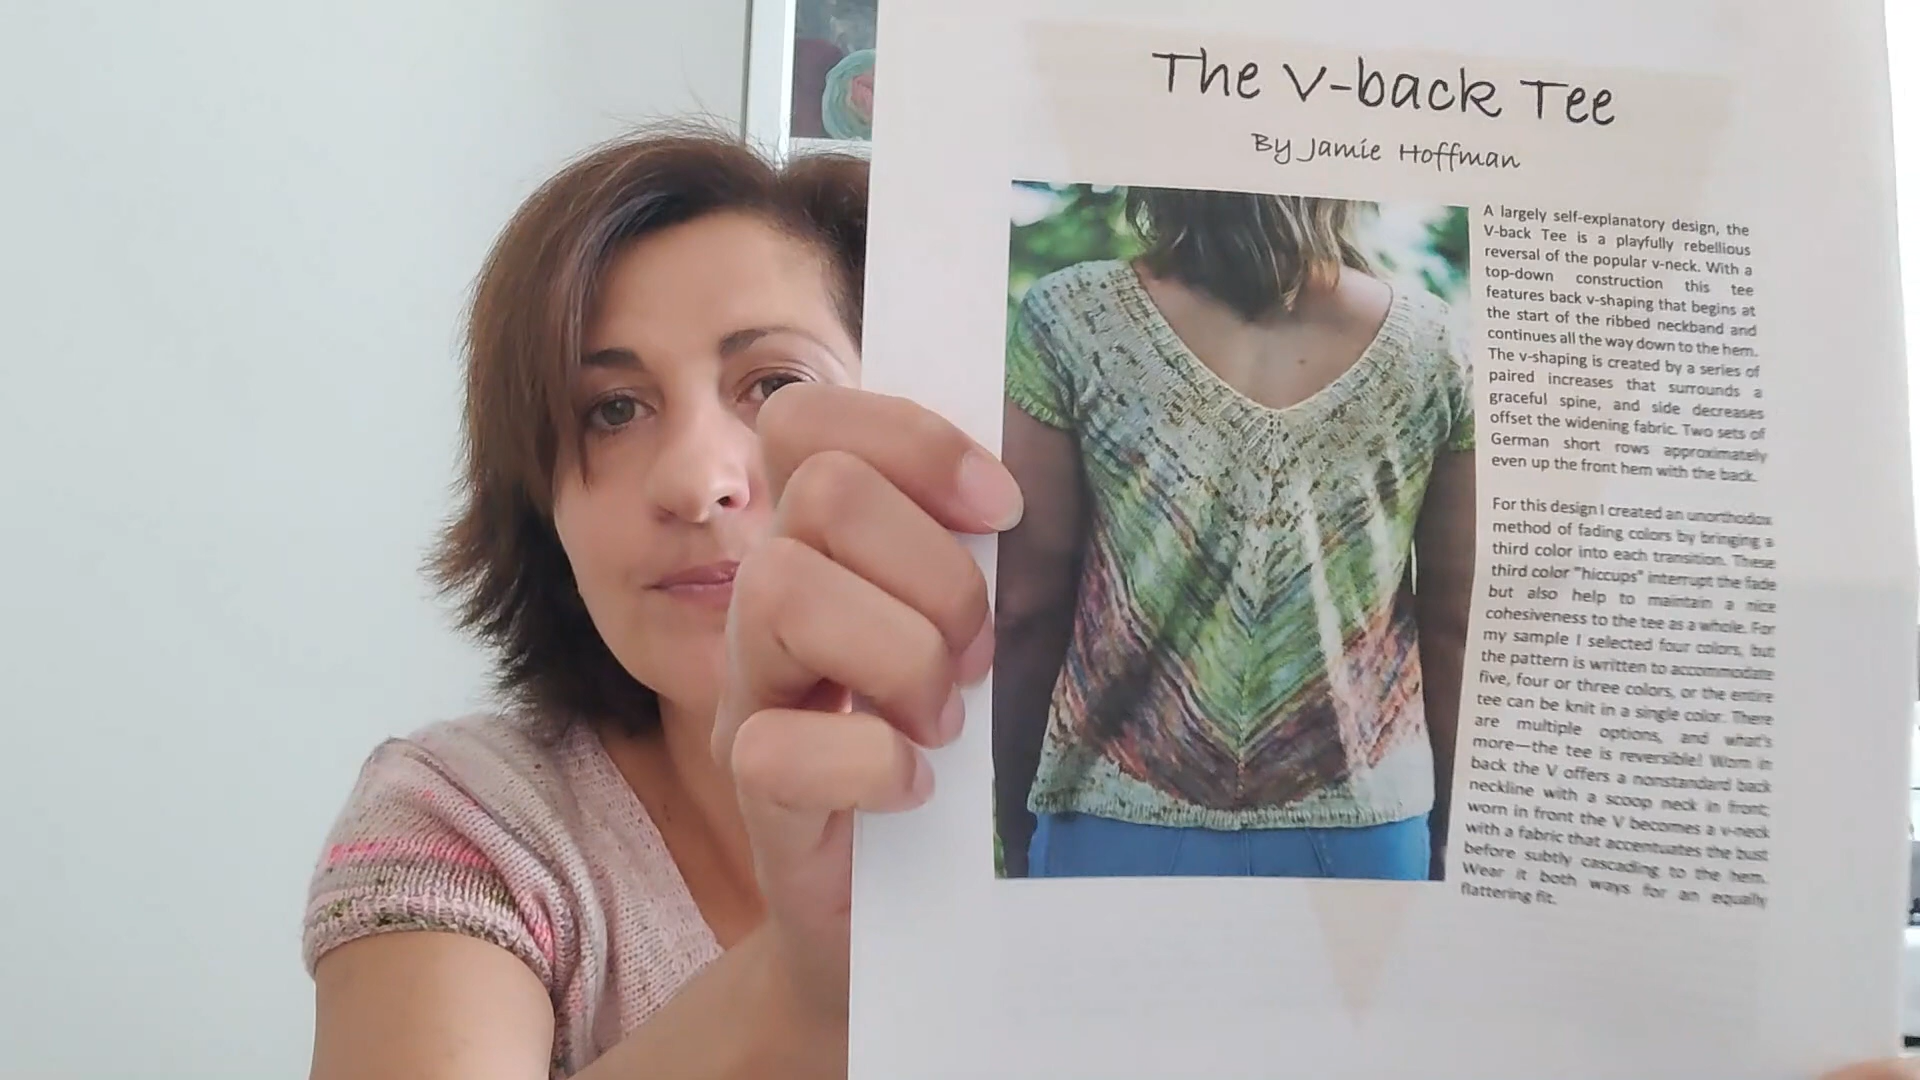 The V-back Tee
By Jamie Hoffman
A largely self-explanatory design, the
V-back Tee is a playfully rebellious
reversal of the popular v-neck. With a
top-down construction this tee
features back v-shaping that begins at
the start of the ribbed neckband and
continues all the way down to the hem.
The v-shaping is created by a series of
paired increases that surrounds a
graceful spine, and side decreases
offset the widening fabric. Two sets of
German short rows approximately
even up the front hem with the back.
For this design I created an unorthodox
method of fading colors by bringing a
third color into each transition. These
third color "hiccups" interrupt the fade
but also help to maintain a nice
cohesiveness to the tee as a whole. For
my sample I selected four colors, but
the pattern is written to accommodate
five, four or three colors, or the entire
tee can be knit in a single color. There
are multiple options, and what's
more—the tee is reversible! Worn in
back the V offers a nonstandard back
neckline with a scoop neck in front;
worn in front the V becomes a v-neck
with a fabric that accentuates the bust
before subtly cascading to the hem.
Wear it both ways for an equally
flattering fit.